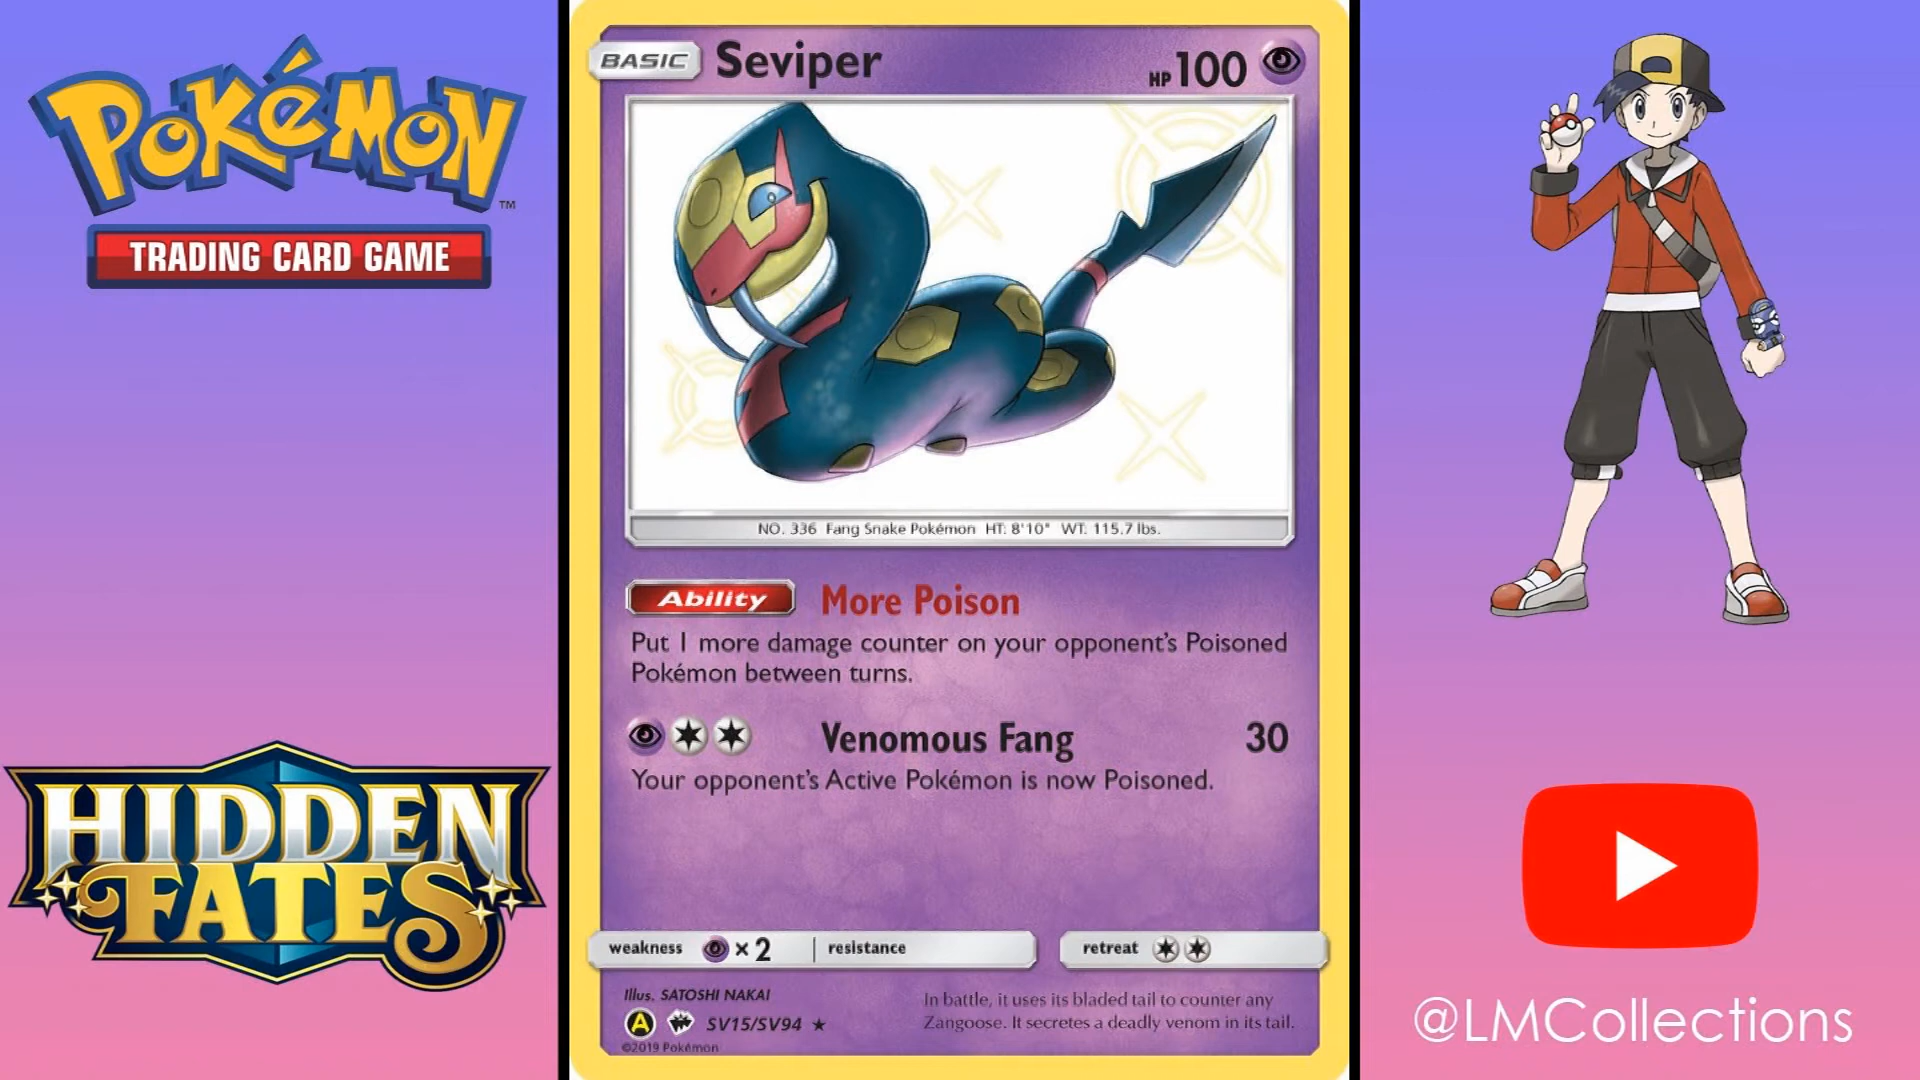 POKéMON™
TRADING CARD GAME
HIDDEN
FATES
BASIC
Seviper
HP 100
NO. 336 Fang Snake Pokémon HT: 8'10" WT: 115.7 lbs.
Ability More Poison
Put 1 more damage counter on your opponent's Poisoned
Pokémon between turns.
Venomous Fang 30
Your opponent's Active Pokémon is now Poisoned.
weakness ×2 resistance
retreat
Illus. SATOSHI NAKAI
A SV15/SV94 ★
©2019 Pokémon
In battle, it uses its bladed tail to counter any
Zangoose. It secretes a deadly venom in its tail.
@LMCollections